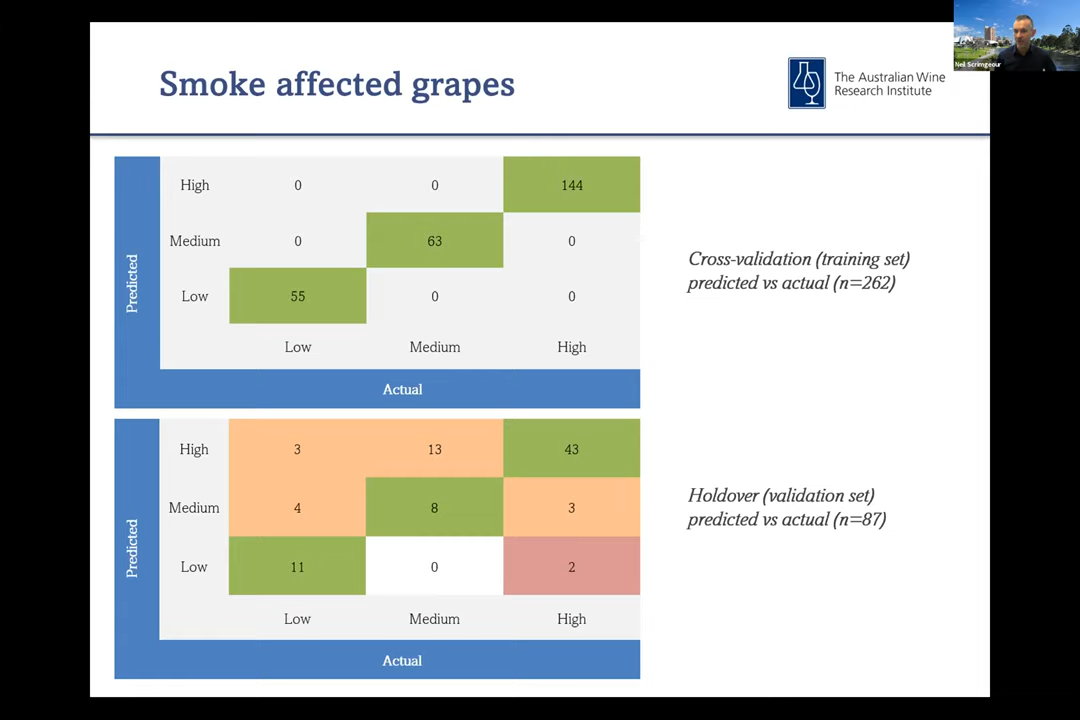 Neil Scrimgeour
Smoke affected grapes
The Australian Wine
Research Institute
Predicted
High 0 0 144
Medium 0 63 0
Low 55 0 0
Low Medium High
Actual
Cross-validation (training set)
predicted vs actual (n=262)
Predicted
High 3 13 43
Medium 4 8 3
Low 11 0 2
Low Medium High
Actual
Holdover (validation set)
predicted vs actual (n=87)